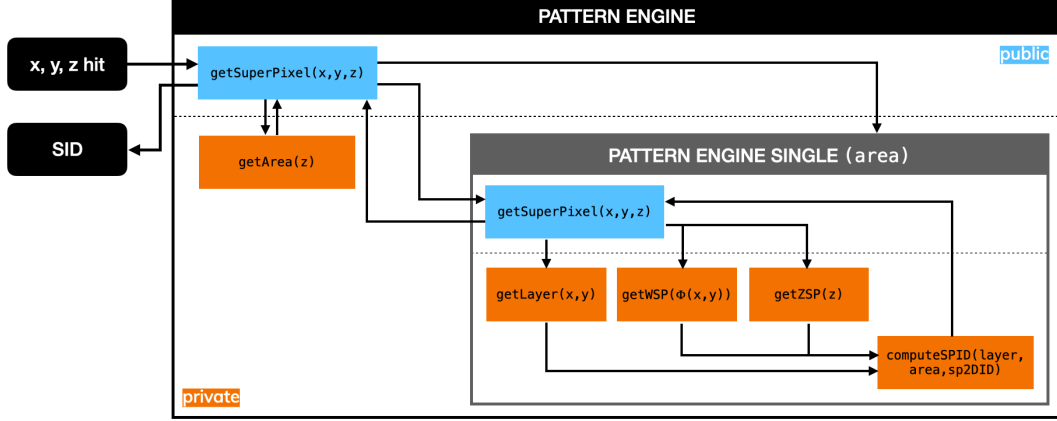 PATTERN ENGINE
x, y, z hit
public
getSuperPixel(x,y,z)
SID
getArea(z)
PATTERN ENGINE SINGLE (area)
getSuperPixel(x,y,z)
getLayer(x,y)
getWSP(Φ(x,y))
getZSP(z)
computeSPID(layer,
area,sp2DID)
private